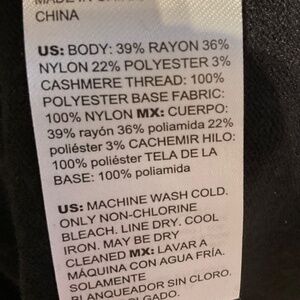 MADE IN
CHINA
US: BODY: 39% RAYON 36%
NYLON 22% POLYESTER 3%
CASHMERE THREAD: 100%
POLYESTER BASE FABRIC:
100% NYLON MX: CUERPO:
39% rayón 36% poliamida 22%
poliéster 3% CACHEMIR HILO:
100% poliéster TELA DE LA
BASE: 100% poliamida
US: MACHINE WASH COLD.
ONLY NON-CHLORINE
BLEACH. LINE DRY. COOL
IRON. MAY BE DRY
CLEANED MX: LAVAR A
MÁQUINA CON AGUA FRÍA.
SOLAMENTE
BLANQUEADOR SIN CLORO.